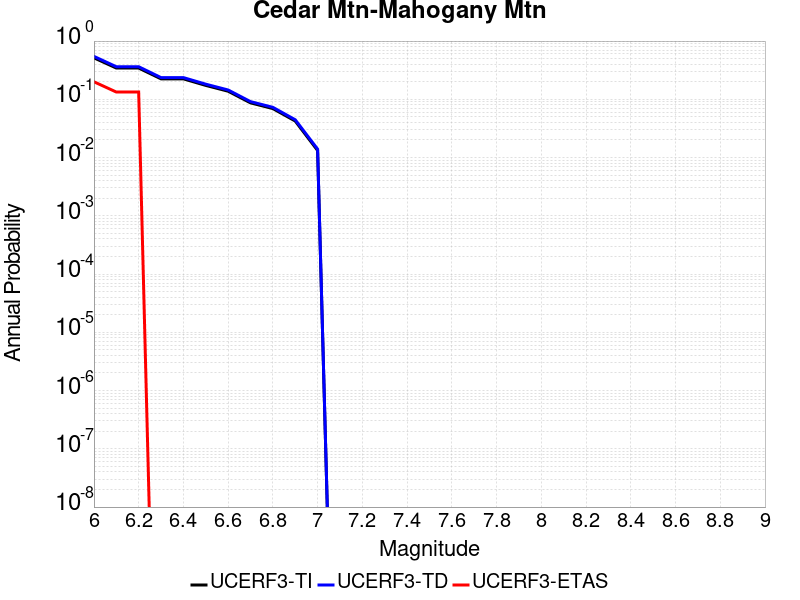 Cedar Mtn-Mahogany Mtn
Annual Probability
10^0
10^-1
10^-2
10^-3
10^-4
10^-5
10^-6
10^-7
10^-8
6 6.2 6.4 6.6 6.8 7 7.2 7.4 7.6 7.8 8 8.2 8.4 8.6 8.8 9
Magnitude
UCERF3-TI UCERF3-TD UCERF3-ETAS